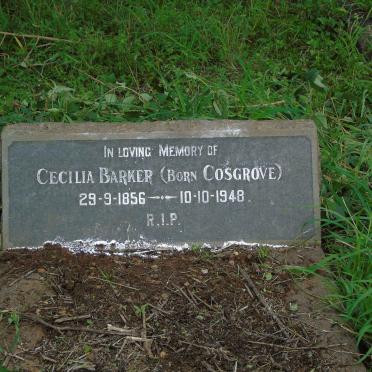 IN LOVING MEMORY OF
CECILIA BARKER (BORN COSGROVE)
29-9-1856 — 10-10-1948.
R.I.P.